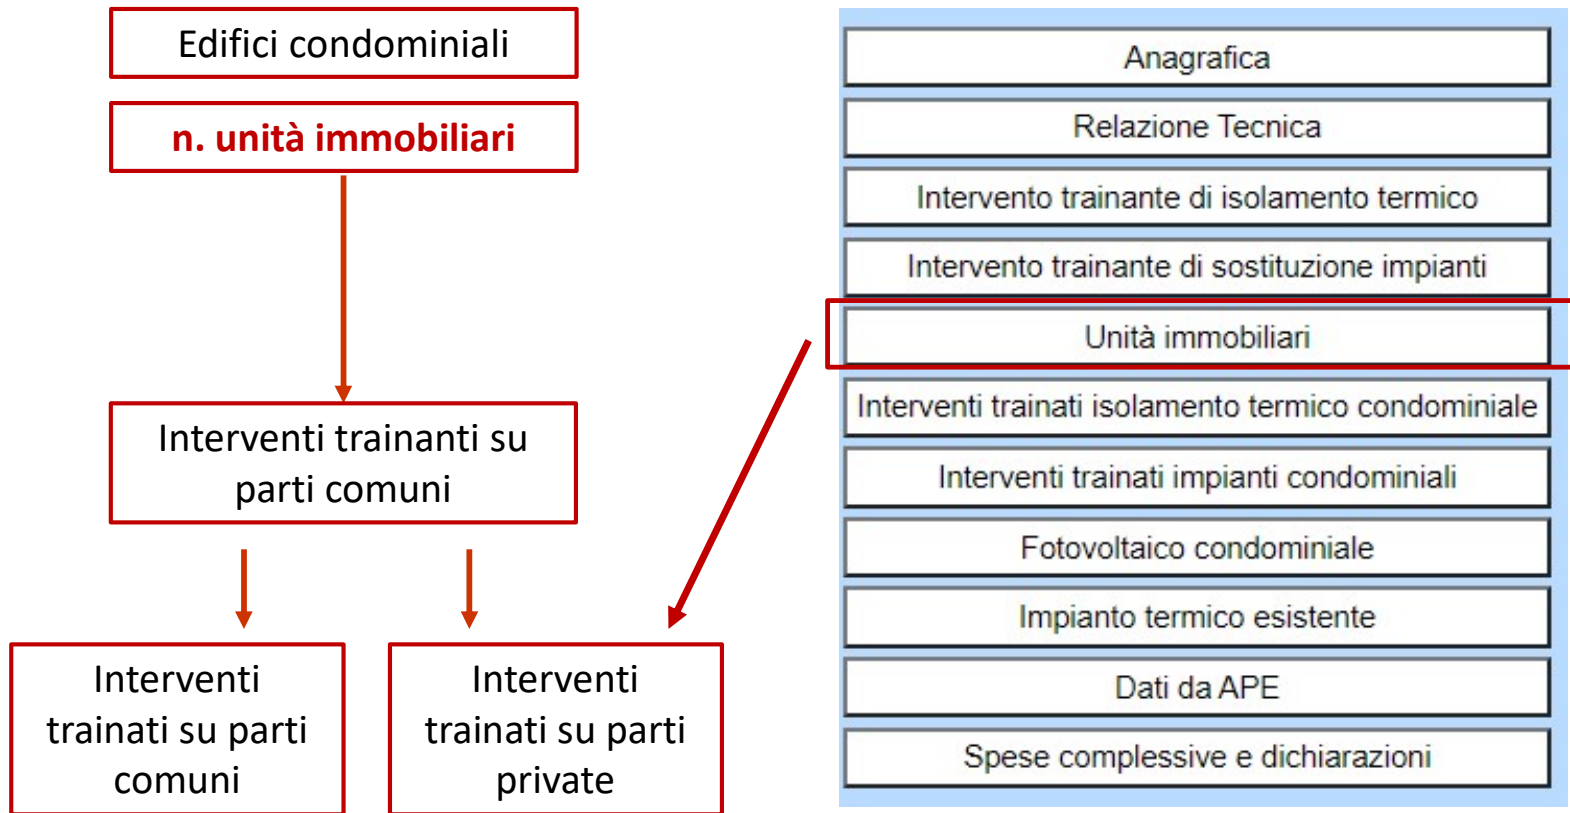 Edifici condominiali
n. unità immobiliari
Interventi trainanti su
parti comuni
Interventi
trainati su parti
comuni
Interventi
trainati su parti
private
Anagrafica
Relazione Tecnica
Intervento trainante di isolamento termico
Intervento trainante di sostituzione impianti
Unità immobiliari
Interventi trainati isolamento termico condominiale
Interventi trainati impianti condominiali
Fotovoltaico condominiale
Impianto termico esistente
Dati da APE
Spese complessive e dichiarazioni